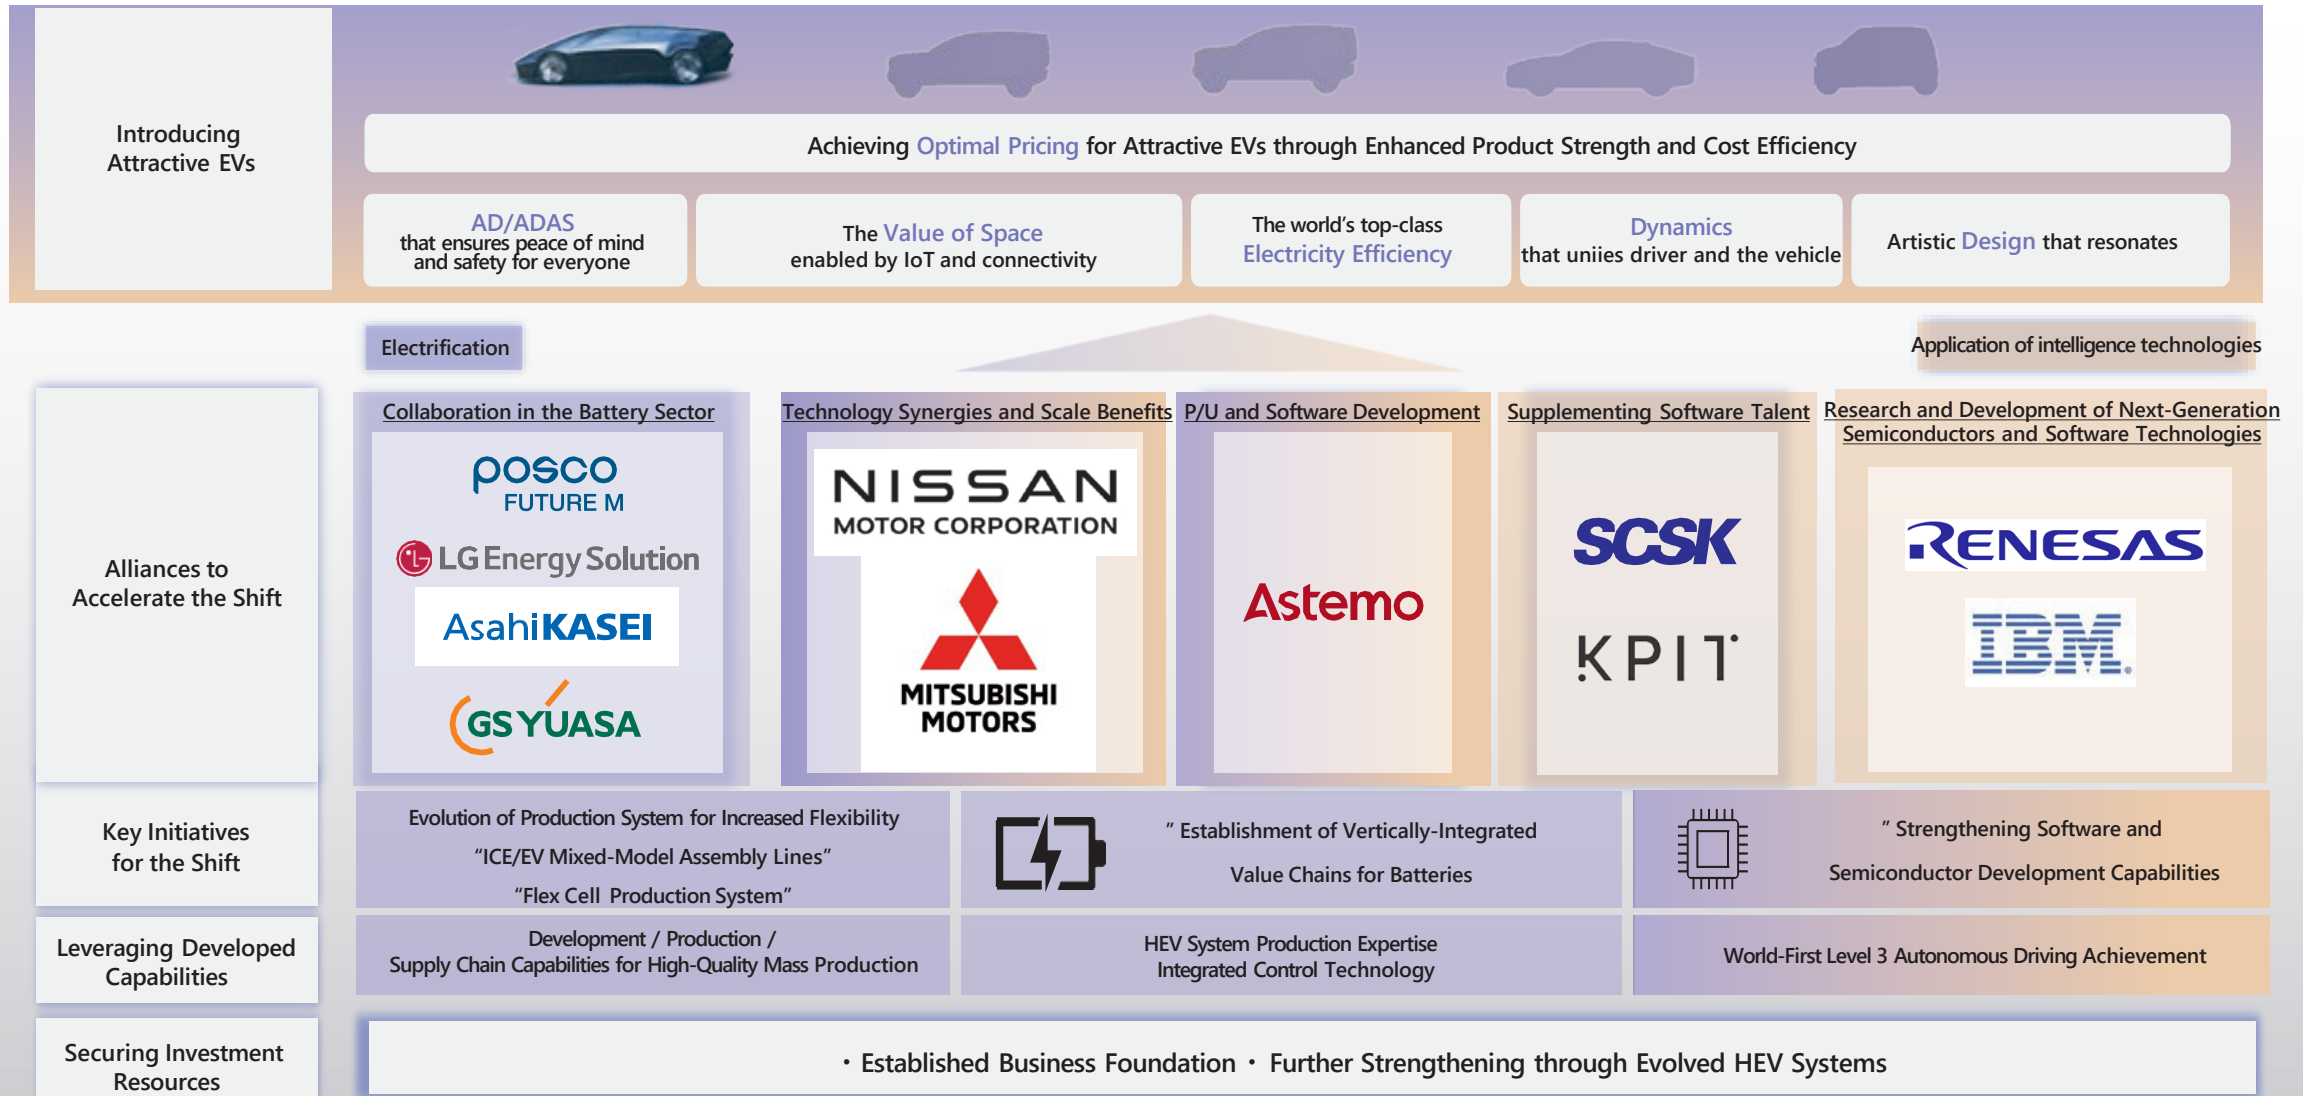 Introducing
Attractive EVs
Achieving Optimal Pricing for Attractive EVs through Enhanced Product Strength and Cost Efficiency
AD/ADAS
that ensures peace of mind
and safety for everyone
The Value of Space
enabled by IoT and connectivity
The world's top-class
Electricity Efficiency
Dynamics
that uniies driver and the vehicle
Artistic Design that resonates
Electrification
Application of intelligence technologies
Alliances to
Accelerate the Shift
Collaboration in the Battery Sector
posco
FUTURE M
LG Energy Solution
AsahiKASEI
GS YUASA
Technology Synergies and Scale Benefits
NISSAN
MOTOR CORPORATION
MITSUBISHI
MOTORS
P/U and Software Development
Astemo
Supplementing Software Talent
SCSK
KPIT
Research and Development of Next-Generation
Semiconductors and Software Technologies
RENESAS
IBM®
Key Initiatives
for the Shift
Evolution of Production System for Increased Flexibility
“ICE/EV Mixed-Model Assembly Lines”
“Flex Cell Production System”
" Establishment of Vertically-Integrated
Value Chains for Batteries
" Strengthening Software and
Semiconductor Development Capabilities
Leveraging Developed
Capabilities
Development / Production /
Supply Chain Capabilities for High-Quality Mass Production
HEV System Production Expertise
Integrated Control Technology
World-First Level 3 Autonomous Driving Achievement
Securing Investment
Resources
・Established Business Foundation ・Further Strengthening through Evolved HEV Systems